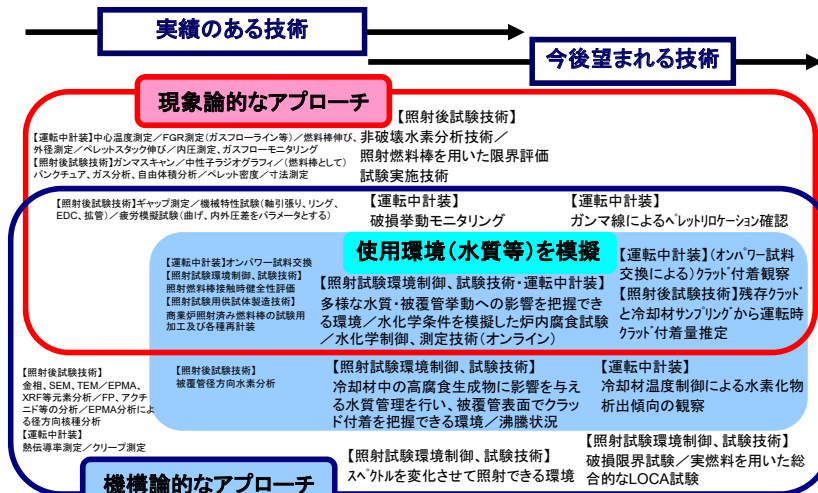 実績のある技術
今後望まれる技術
現象論的なアプローチ
【照射後試験技術】
非破壊水素分析技術／
照射燃料棒を用いた限界評価
試験実施技術
【運転中計装】中心温度測定／FGR測定(ガスフローライン等)／燃料棒伸び、
外径測定／ペレットスタック伸び／内圧測定、ガスフローモニタリング
【照射後試験技術】ガンマスキャン／中性子ラジオグラフィ／(燃料棒として)
パンクチュア、ガス分析、自由体積分析／ペレット密度／寸法測定
【照射後試験技術】ギャップ測定／機械特性試験(軸引張り、リング、
EDC、拡管)／疲労模擬試験(曲げ、内外圧差をパラメータとする)
【運転中計装】
破損挙動モニタリング
【運転中計装】
ガンマ線によるペレットリロケーション確認
使用環境(水質等)を模擬
【運転中計装】オンパワー試料交換
【照射試験環境制御、試験技術】
照射燃料棒接触時健全性評価
【照射試験用供試体製造技術】
商業炉照射済み燃料棒の試験用
加工及び各種再計装
【照射試験環境制御、試験技術・運転中計装】
多様な水質・被覆管挙動への影響を把握でき
る環境／水化学条件を模擬した炉内腐食試験
／水化学制御、測定技術(オンライン)
【運転中計装】(オンパワー試料
交換による)クラッド付着観察
【照射後試験技術】残存クラッド
と冷却材サンプリングから運転時
クラッド付着量推定
【照射後試験技術】
金相、SEM、TEM／EPMA、
XRF等元素分析／FP、アクチ
ニド等の分析／EPMA分析によ
る径方向核種分析
【運転中計装】
熱伝導率測定／クリープ測定
【照射後試験技術】
被覆管径方向水素分析
【照射試験環境制御、試験技術】
冷却材中の高腐食生成物に影響を与え
る水質管理を行い、被覆管表面でクラッ
ド付着を把握できる環境／沸騰状況
【運転中計装】
冷却材温度制御による水素化物
析出傾向の観察
機構論的なアプローチ
【照射試験環境制御、試験技術】
スペクトルを変化させて照射できる環境
【照射試験環境制御、試験技術】
破損限界試験／実燃料を用いた総
合的なLOCA試験